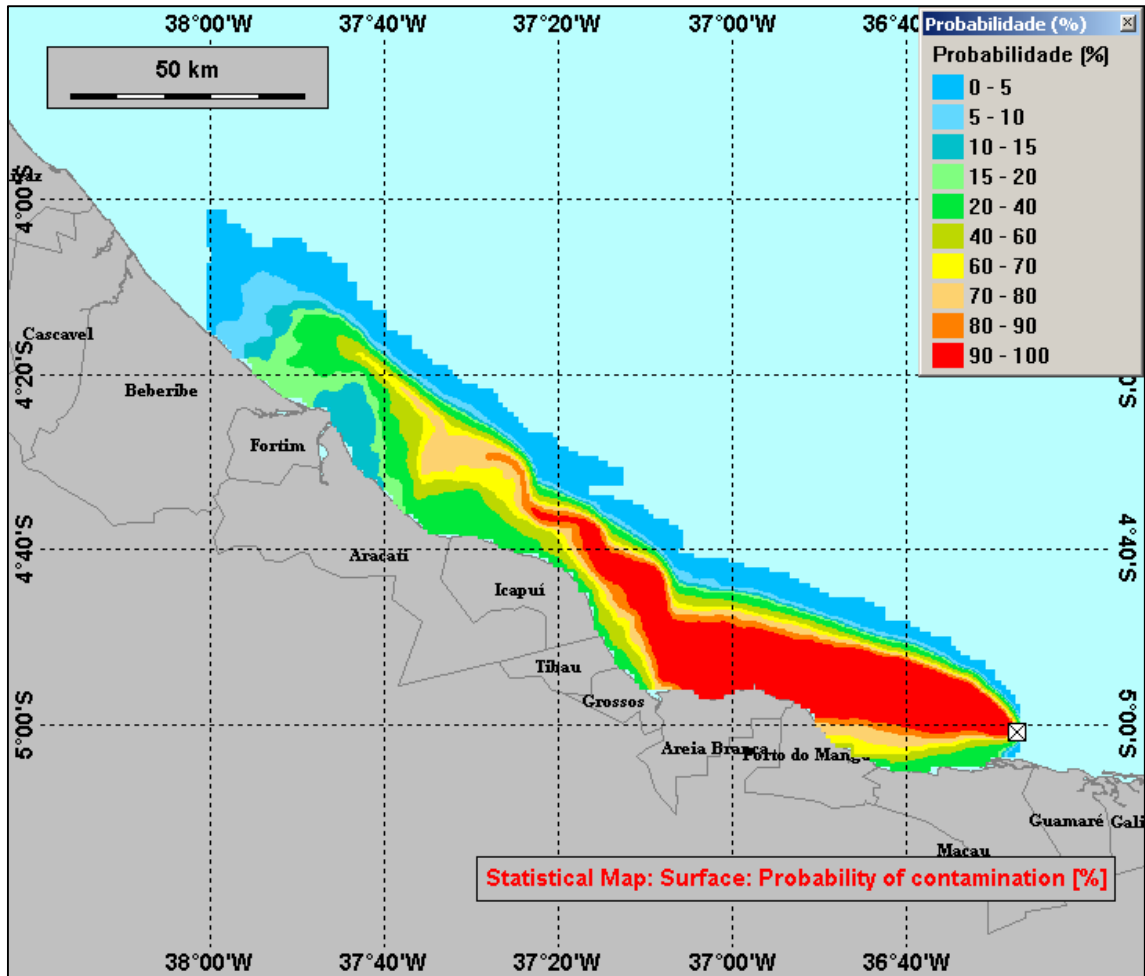 38°00'W
37°40'W
37°20'W
37°00'W
36°40'
Probabilidade (%)
50 km
Probabilidade (%)
0 - 5
5 - 10
10 - 15
15 - 20
20 - 40
40 - 60
60 - 70
70 - 80
80 - 90
90 - 100
4°00'S
Cascavel
4°20'S
0'S
Beberibe
Fortim
4°40'S
4°40'S
Aracati
Icapuí
Tibau
Grossos
5°00'S
5°00'S
Areia Branca
Porto do Mangu
Guamaré
Gali
Macau
Statistical Map: Surface: Probability of contamination [%]
38°00'W
37°40'W
37°20'W
37°00'W
36°40'W